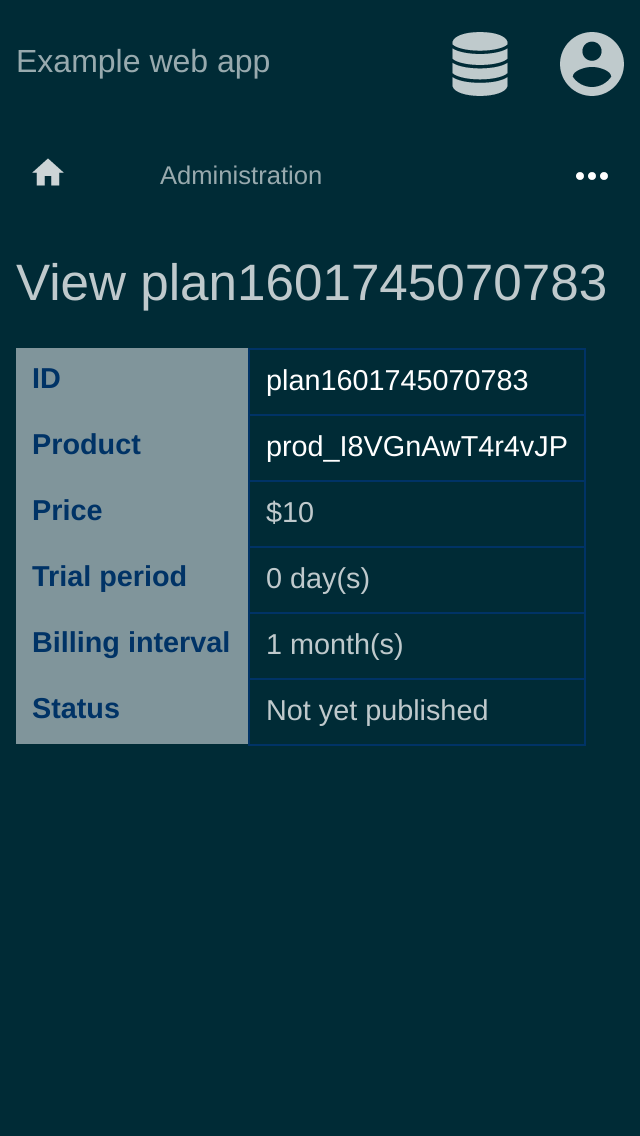 Example web app
Administration
View plan1601745070783
ID plan1601745070783
Product prod_I8VGnAwT4r4vJP
Price $10
Trial period 0 day(s)
Billing interval 1 month(s)
Status Not yet published